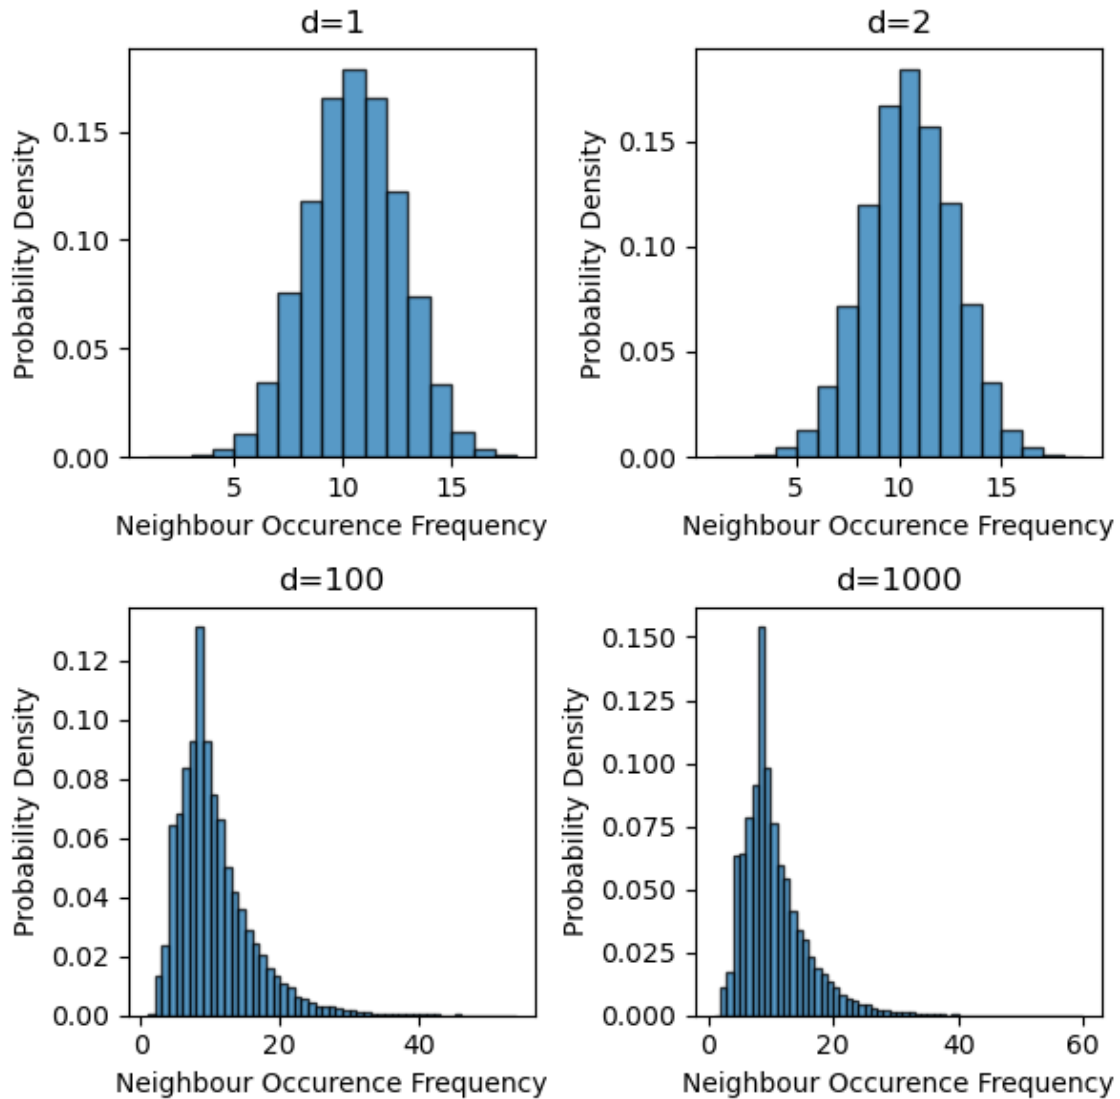 d=1
Probability Density
0.15
0.10
0.05
0.00
5 10 15
Neighbour Occurence Frequency
d=2
Probability Density
0.15
0.10
0.05
0.00
5 10 15
Neighbour Occurence Frequency
d=100
Probability Density
0.12
0.10
0.08
0.06
0.04
0.02
0.00
0 20 40
Neighbour Occurence Frequency
d=1000
Probability Density
0.150
0.125
0.100
0.075
0.050
0.025
0.000
0 20 40 60
Neighbour Occurence Frequency